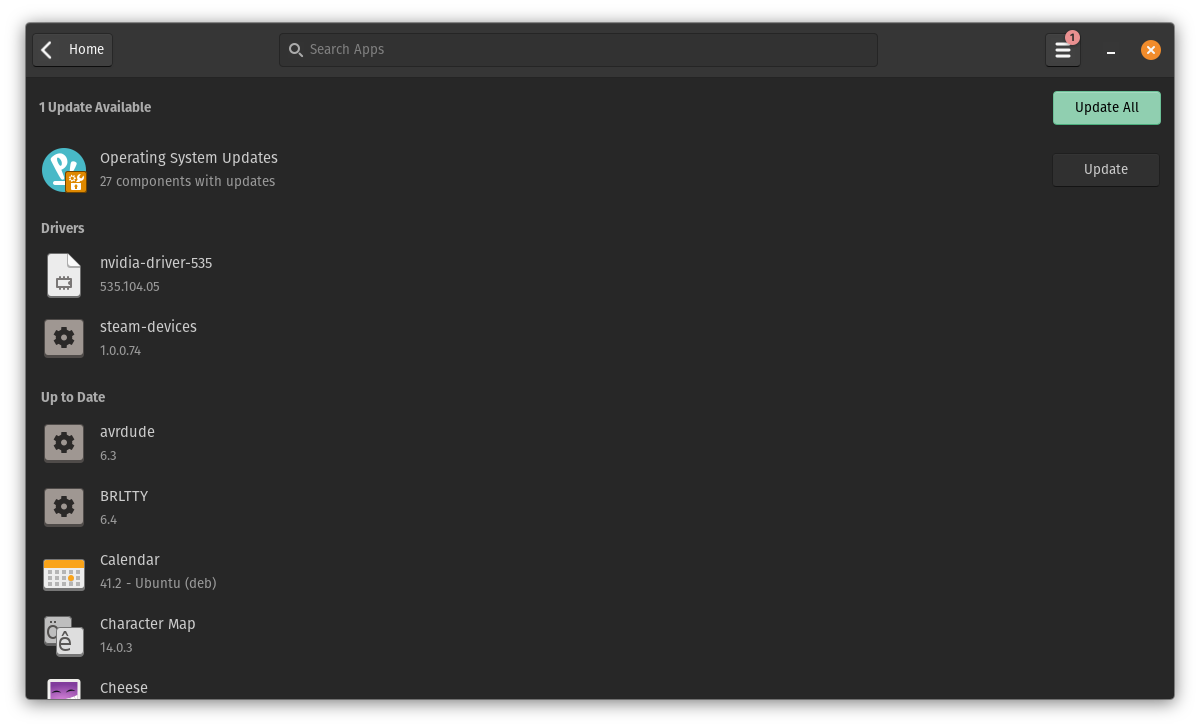 Home
Search Apps
1
1 Update Available
Update All
Operating System Updates
27 components with updates
Update
Drivers
nvidia-driver-535
535.104.05
steam-devices
1.0.0.74
Up to Date
avrdude
6.3
BRLTTY
6.4
Calendar
41.2 - Ubuntu (deb)
Character Map
14.0.3
Cheese